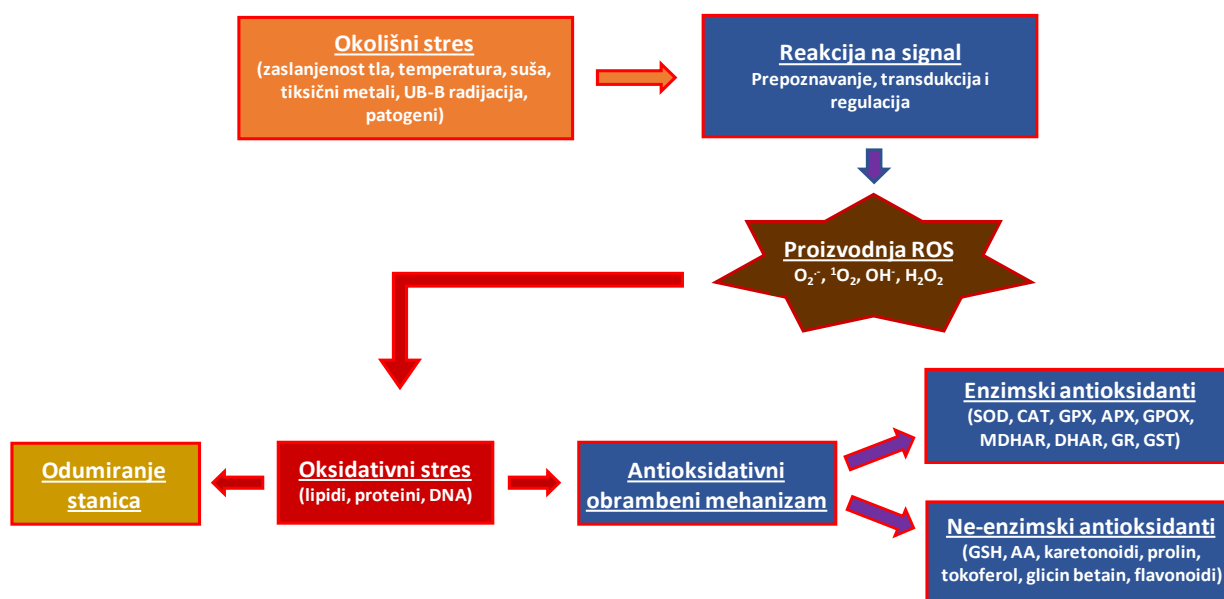 Okolišni stres
(zaslanjenost tla, temperatura, suša,
tiksični metali, UB-B radijacija,
patogeni)
Reakcija na signal
Prepoznavanje, transdukcija i
regulacija
Proizvodnja ROS
O₂·⁻, ¹O₂, OH⁻, H₂O₂
Enzimski antioksidanti
(SOD, CAT, GPX, APX, GPOX,
MDHAR, DHAR, GR, GST)
Odumiranje
stanica
Oksidativni stres
(lipidi, proteini, DNA)
Antioksidativni
obrambeni mehanizam
Ne-enzimski antioksidanti
(GSH, AA, karetonoidi, prolin,
tokoferol, glicin betain, flavonoidi)